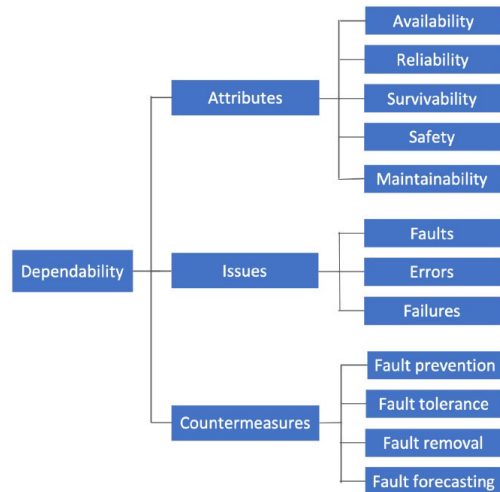 Dependability
Attributes
Availability
Reliability
Survivability
Safety
Maintainability
Issues
Faults
Errors
Failures
Countermeasures
Fault prevention
Fault tolerance
Fault removal
Fault forecasting